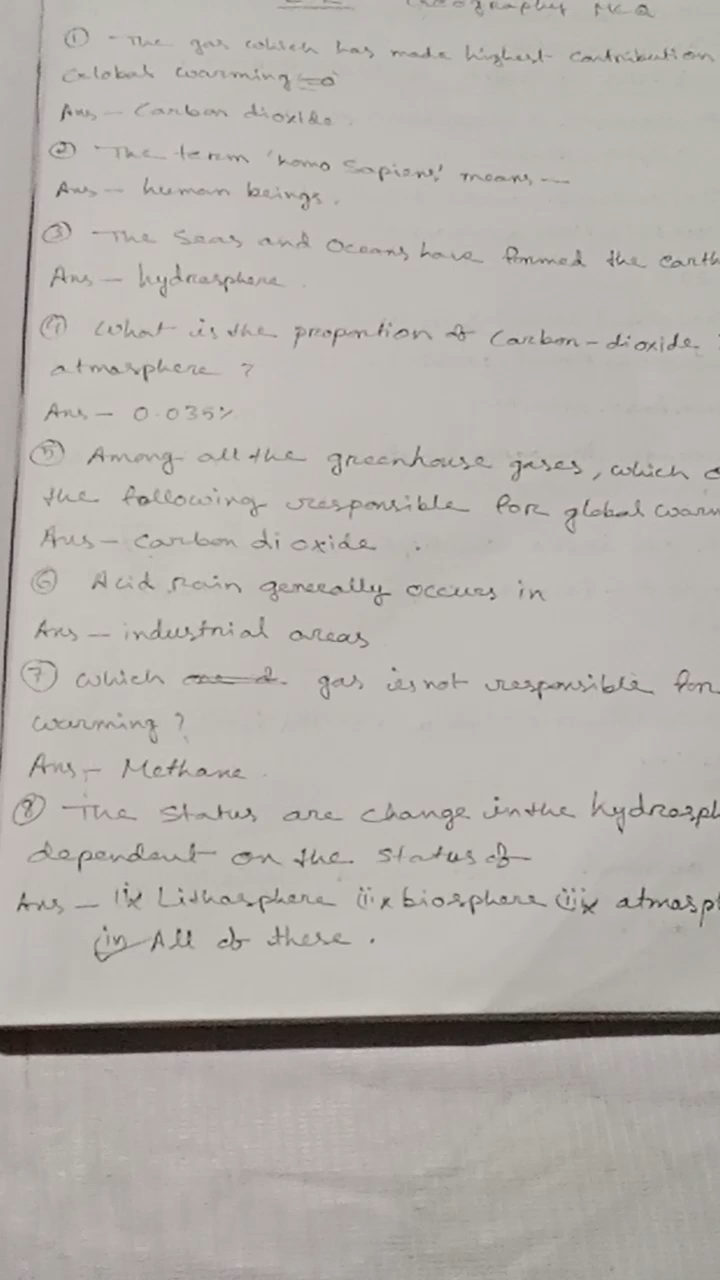 Geography MCQ
① The gas which has made highest contribution
Global warming =>
Ans - Carbon dioxide.
② The term 'homo sapiens' means —
Ans - human beings.
③ The Seas and Oceans have formed the earth
Ans - hydrosphere.
④ What is the proportion of Carbon-dioxide
atmosphere ?
Ans - 0.035%
⑤ Among all the greenhouse gases, which
the following responsible for global warm
Ans - Carbon di oxide.
⑥ Acid rain generally occurs in
Ans - industrial areas
⑦ Which gas is not responsible for
warming ?
Ans - Methane.
⑧ The Status are change in the hydrosph
dependent on the status of
Ans - i) Lithosphere ii) biosphere iii) atmosph
iv) All of these.